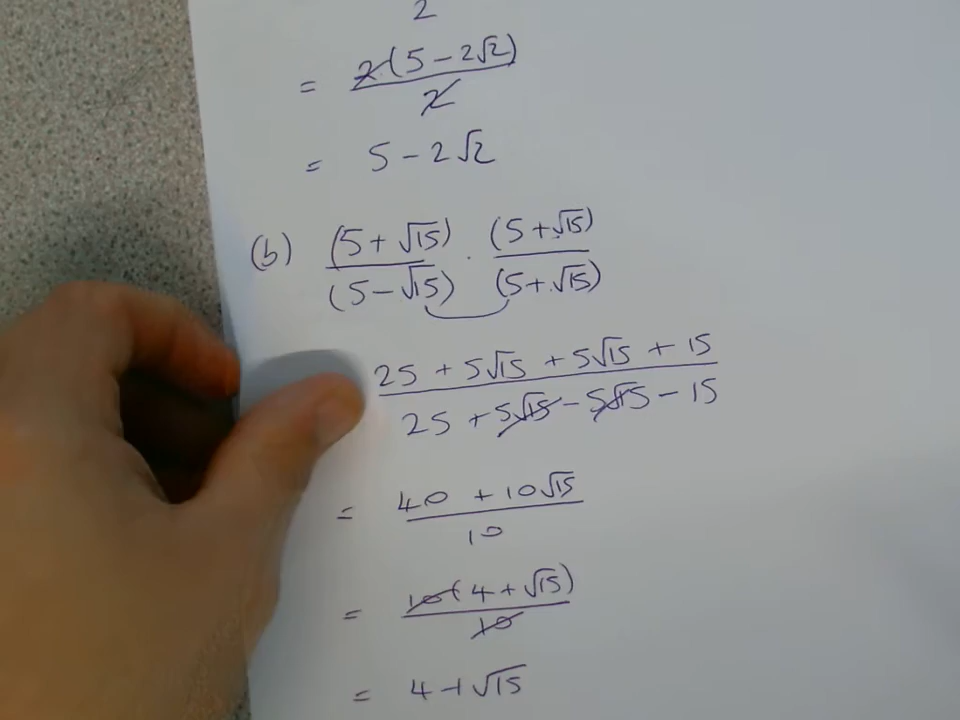 2
= 2(5 - 2√2)
2
= 5 - 2√2
(b) (5 + √15) . (5 + √15)
(5 - √15) (5 + √15)
25 + 5√15 + 5√15 + 15
25 + 5√15 - 5√15 - 15
= 40 + 10√15
10
= 10(4 + √15)
10
= 4 + √15